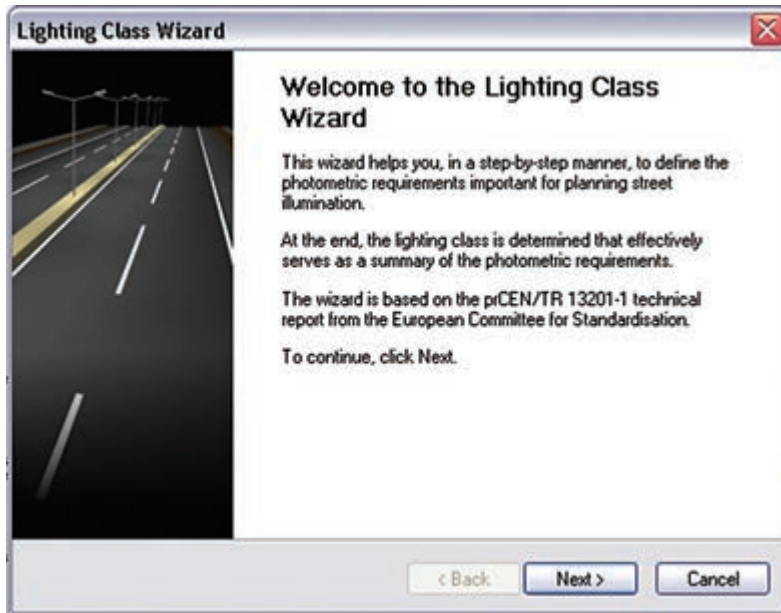 Lighting Class Wizard
Welcome to the Lighting Class
Wizard
This wizard helps you, in a step-by-step manner, to define the
photometric requirements important for planning street
illumination.
At the end, the lighting class is determined that effectively
serves as a summary of the photometric requirements.
The wizard is based on the prCEN/TR 13201-1 technical
report from the European Committee for Standardisation.
To continue, click Next.
< Back
Next >
Cancel